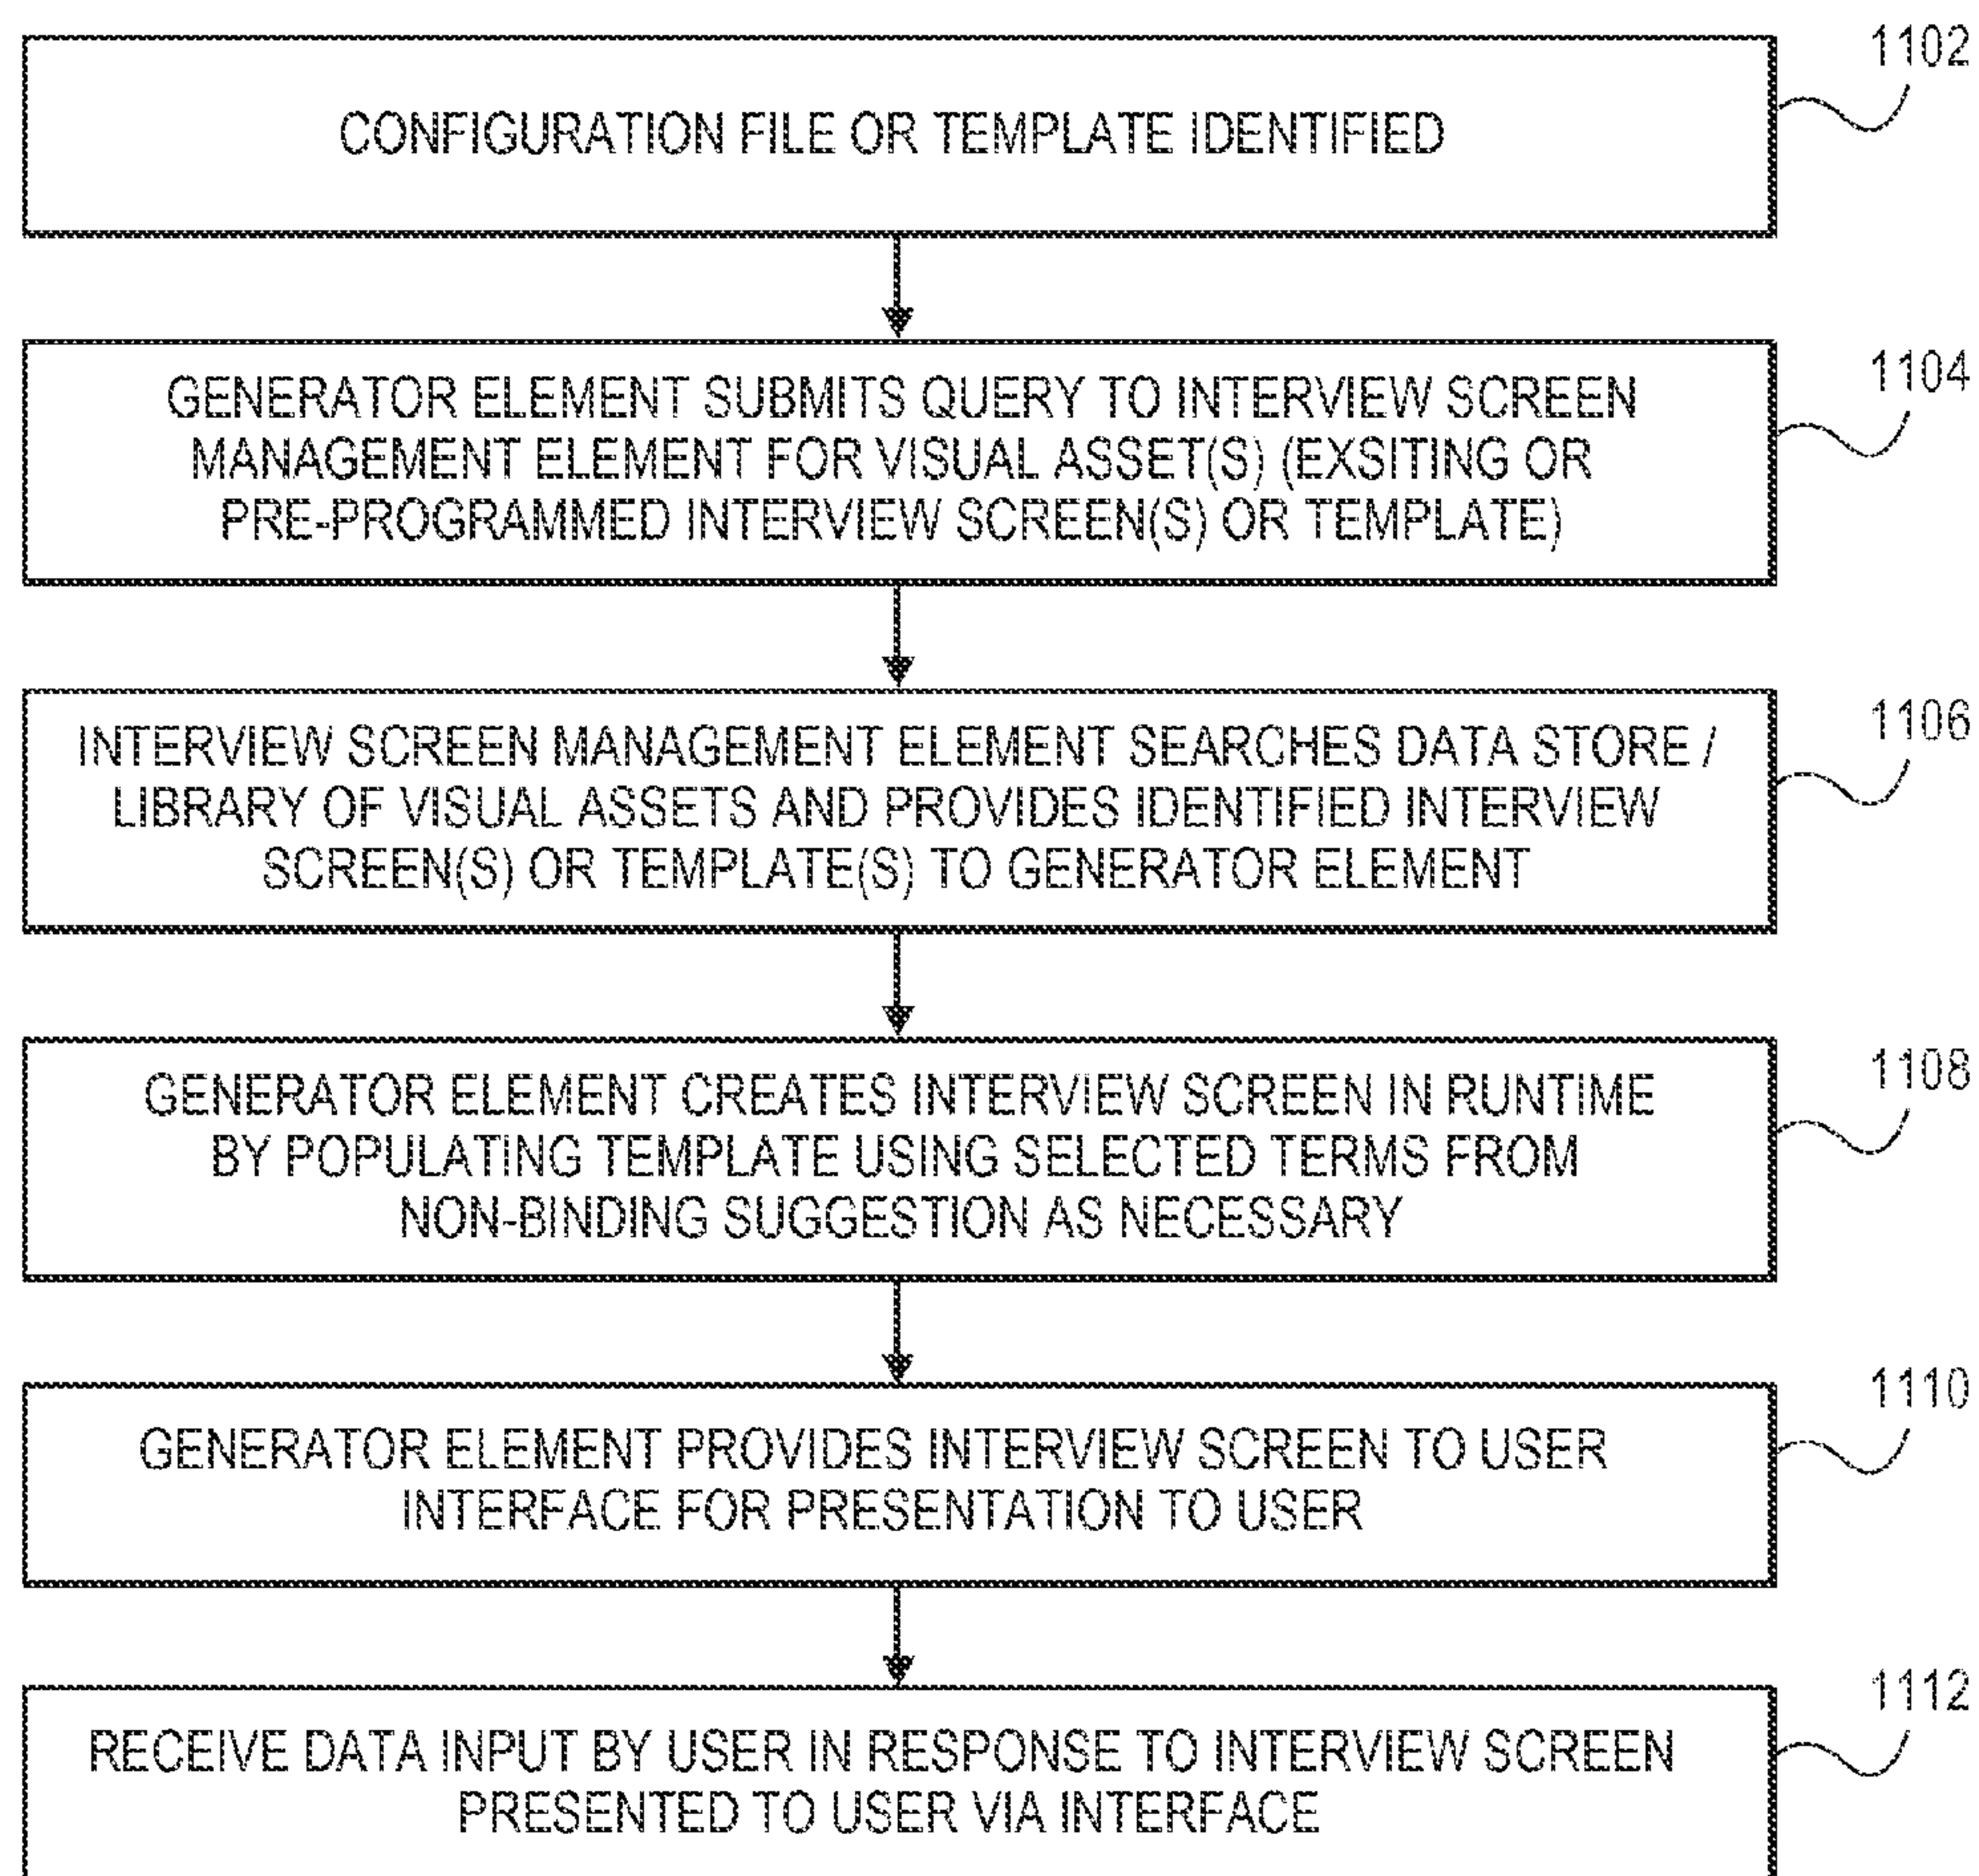 1102
CONFIGURATION FILE OR TEMPLATE IDENTIFIED
1104
GENERATOR ELEMENT SUBMITS QUERY TO INTERVIEW SCREEN
MANAGEMENT ELEMENT FOR VISUAL ASSET(S) (EXSITING OR
PRE-PROGRAMMED INTERVIEW SCREEN(S) OR TEMPLATE)
1106
INTERVIEW SCREEN MANAGEMENT ELEMENT SEARCHES DATA STORE /
LIBRARY OF VISUAL ASSETS AND PROVIDES IDENTIFIED INTERVIEW
SCREEN(S) OR TEMPLATE(S) TO GENERATOR ELEMENT
1108
GENERATOR ELEMENT CREATES INTERVIEW SCREEN IN RUNTIME
BY POPULATING TEMPLATE USING SELECTED TERMS FROM
NON-BINDING SUGGESTION AS NECESSARY
1110
GENERATOR ELEMENT PROVIDES INTERVIEW SCREEN TO USER
INTERFACE FOR PRESENTATION TO USER
1112
RECEIVE DATA INPUT BY USER IN RESPONSE TO INTERVIEW SCREEN
PRESENTED TO USER VIA INTERFACE